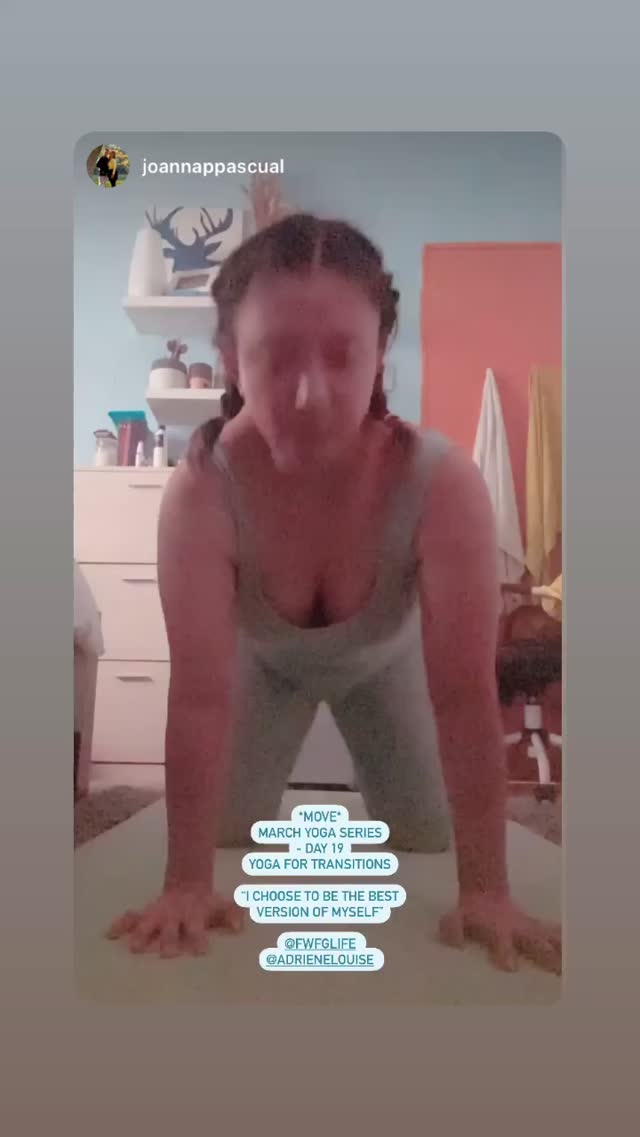 joannappascual
*MOVE*
MARCH YOGA SERIES
- DAY 19
YOGA FOR TRANSITIONS
"I CHOOSE TO BE THE BEST
VERSION OF MYSELF"
@FWFGLIFE
@ADRIENELOUISE